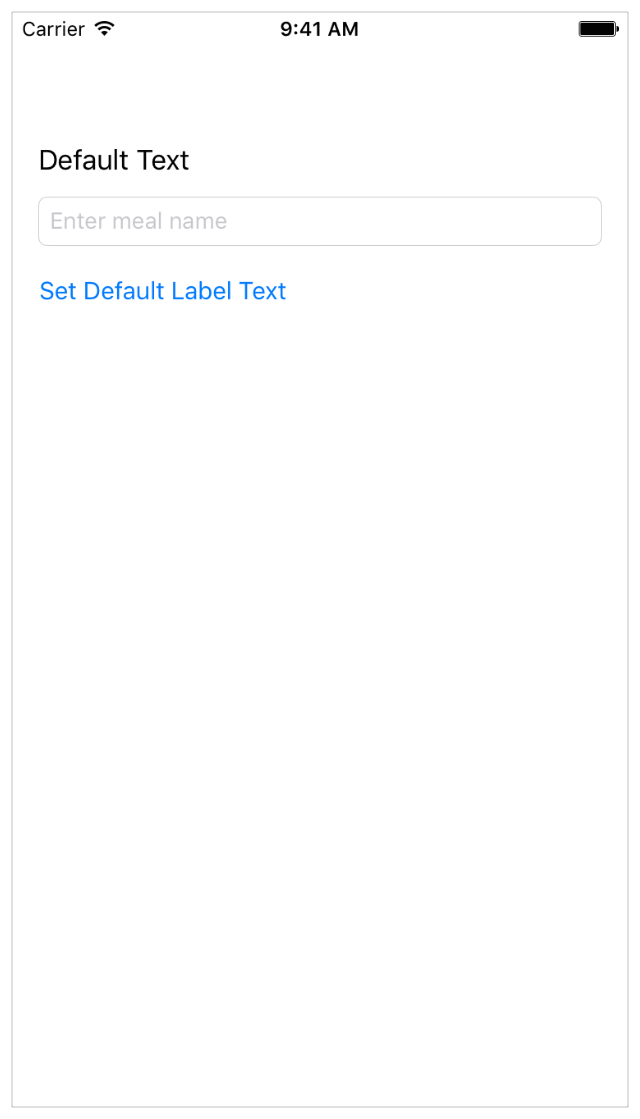 Carrier 9:41 AM
Default Text
Enter meal name
Set Default Label Text